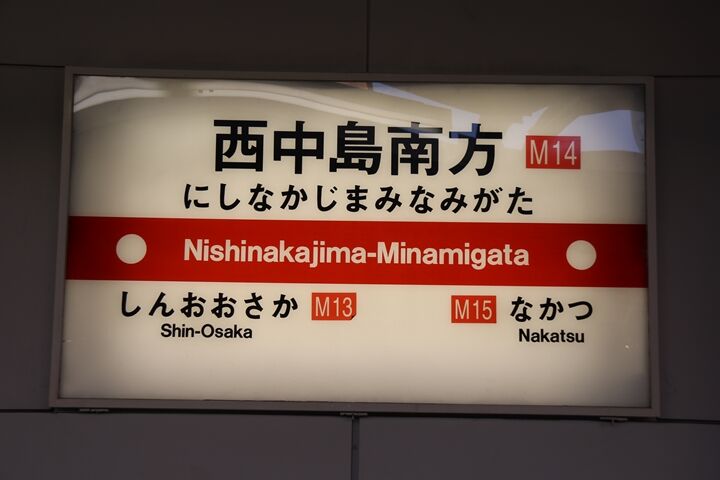 西中島南方 M14
にしなかじまみなみがた
Nishinakajima-Minamigata
しんおおさか M13 M15 なかつ
Shin-Osaka Nakatsu